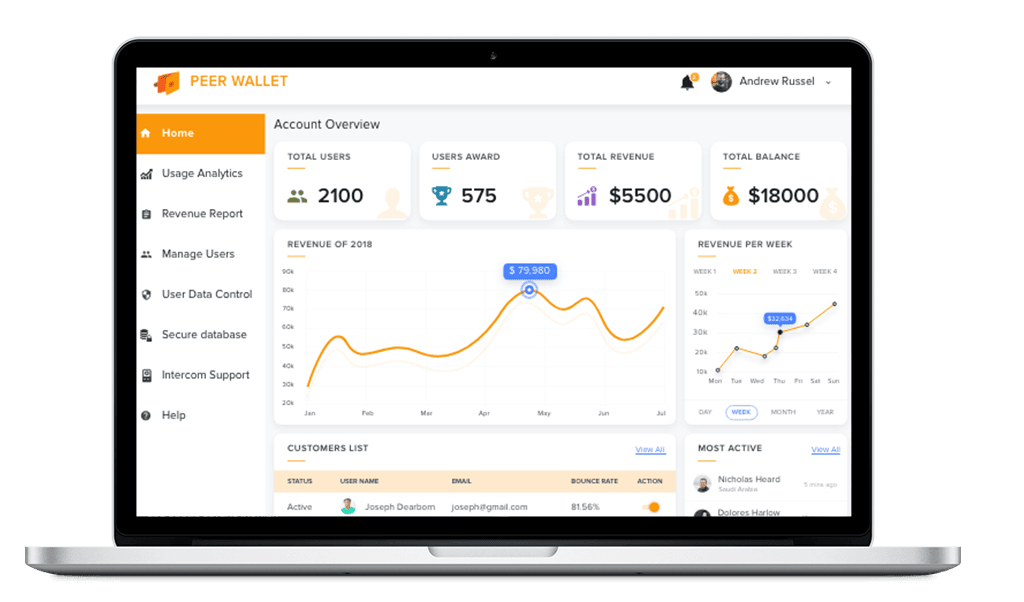 PEER WALLET
Andrew Russel
Home
Usage Analytics
Revenue Report
Manage Users
User Data Control
Secure database
Intercom Support
Help
Account Overview
TOTAL USERS
2100
USERS AWARD
575
TOTAL REVENUE
$5500
TOTAL BALANCE
$18000
REVENUE OF 2018
90k
80k
70k
60k
50k
40k
30k
20k
$ 79,980
Jan Feb Mar Apr May Jun Jul
REVENUE PER WEEK
WEEK 1 WEEK 2 WEEK 3 WEEK 4
50k
40k
30k
20k
10k
$32,634
Mon Tue Wed Thu Fri Sat Sun
DAY WEEK MONTH YEAR
CUSTOMERS LIST
View All
STATUS USER NAME EMAIL BOUNCE RATE ACTION
Active Joseph Dearborn joseph@gmail.com 81.56%
MOST ACTIVE
View All
Nicholas Heard
Saudi Arabia
5 mins ago
Dolores Harlow